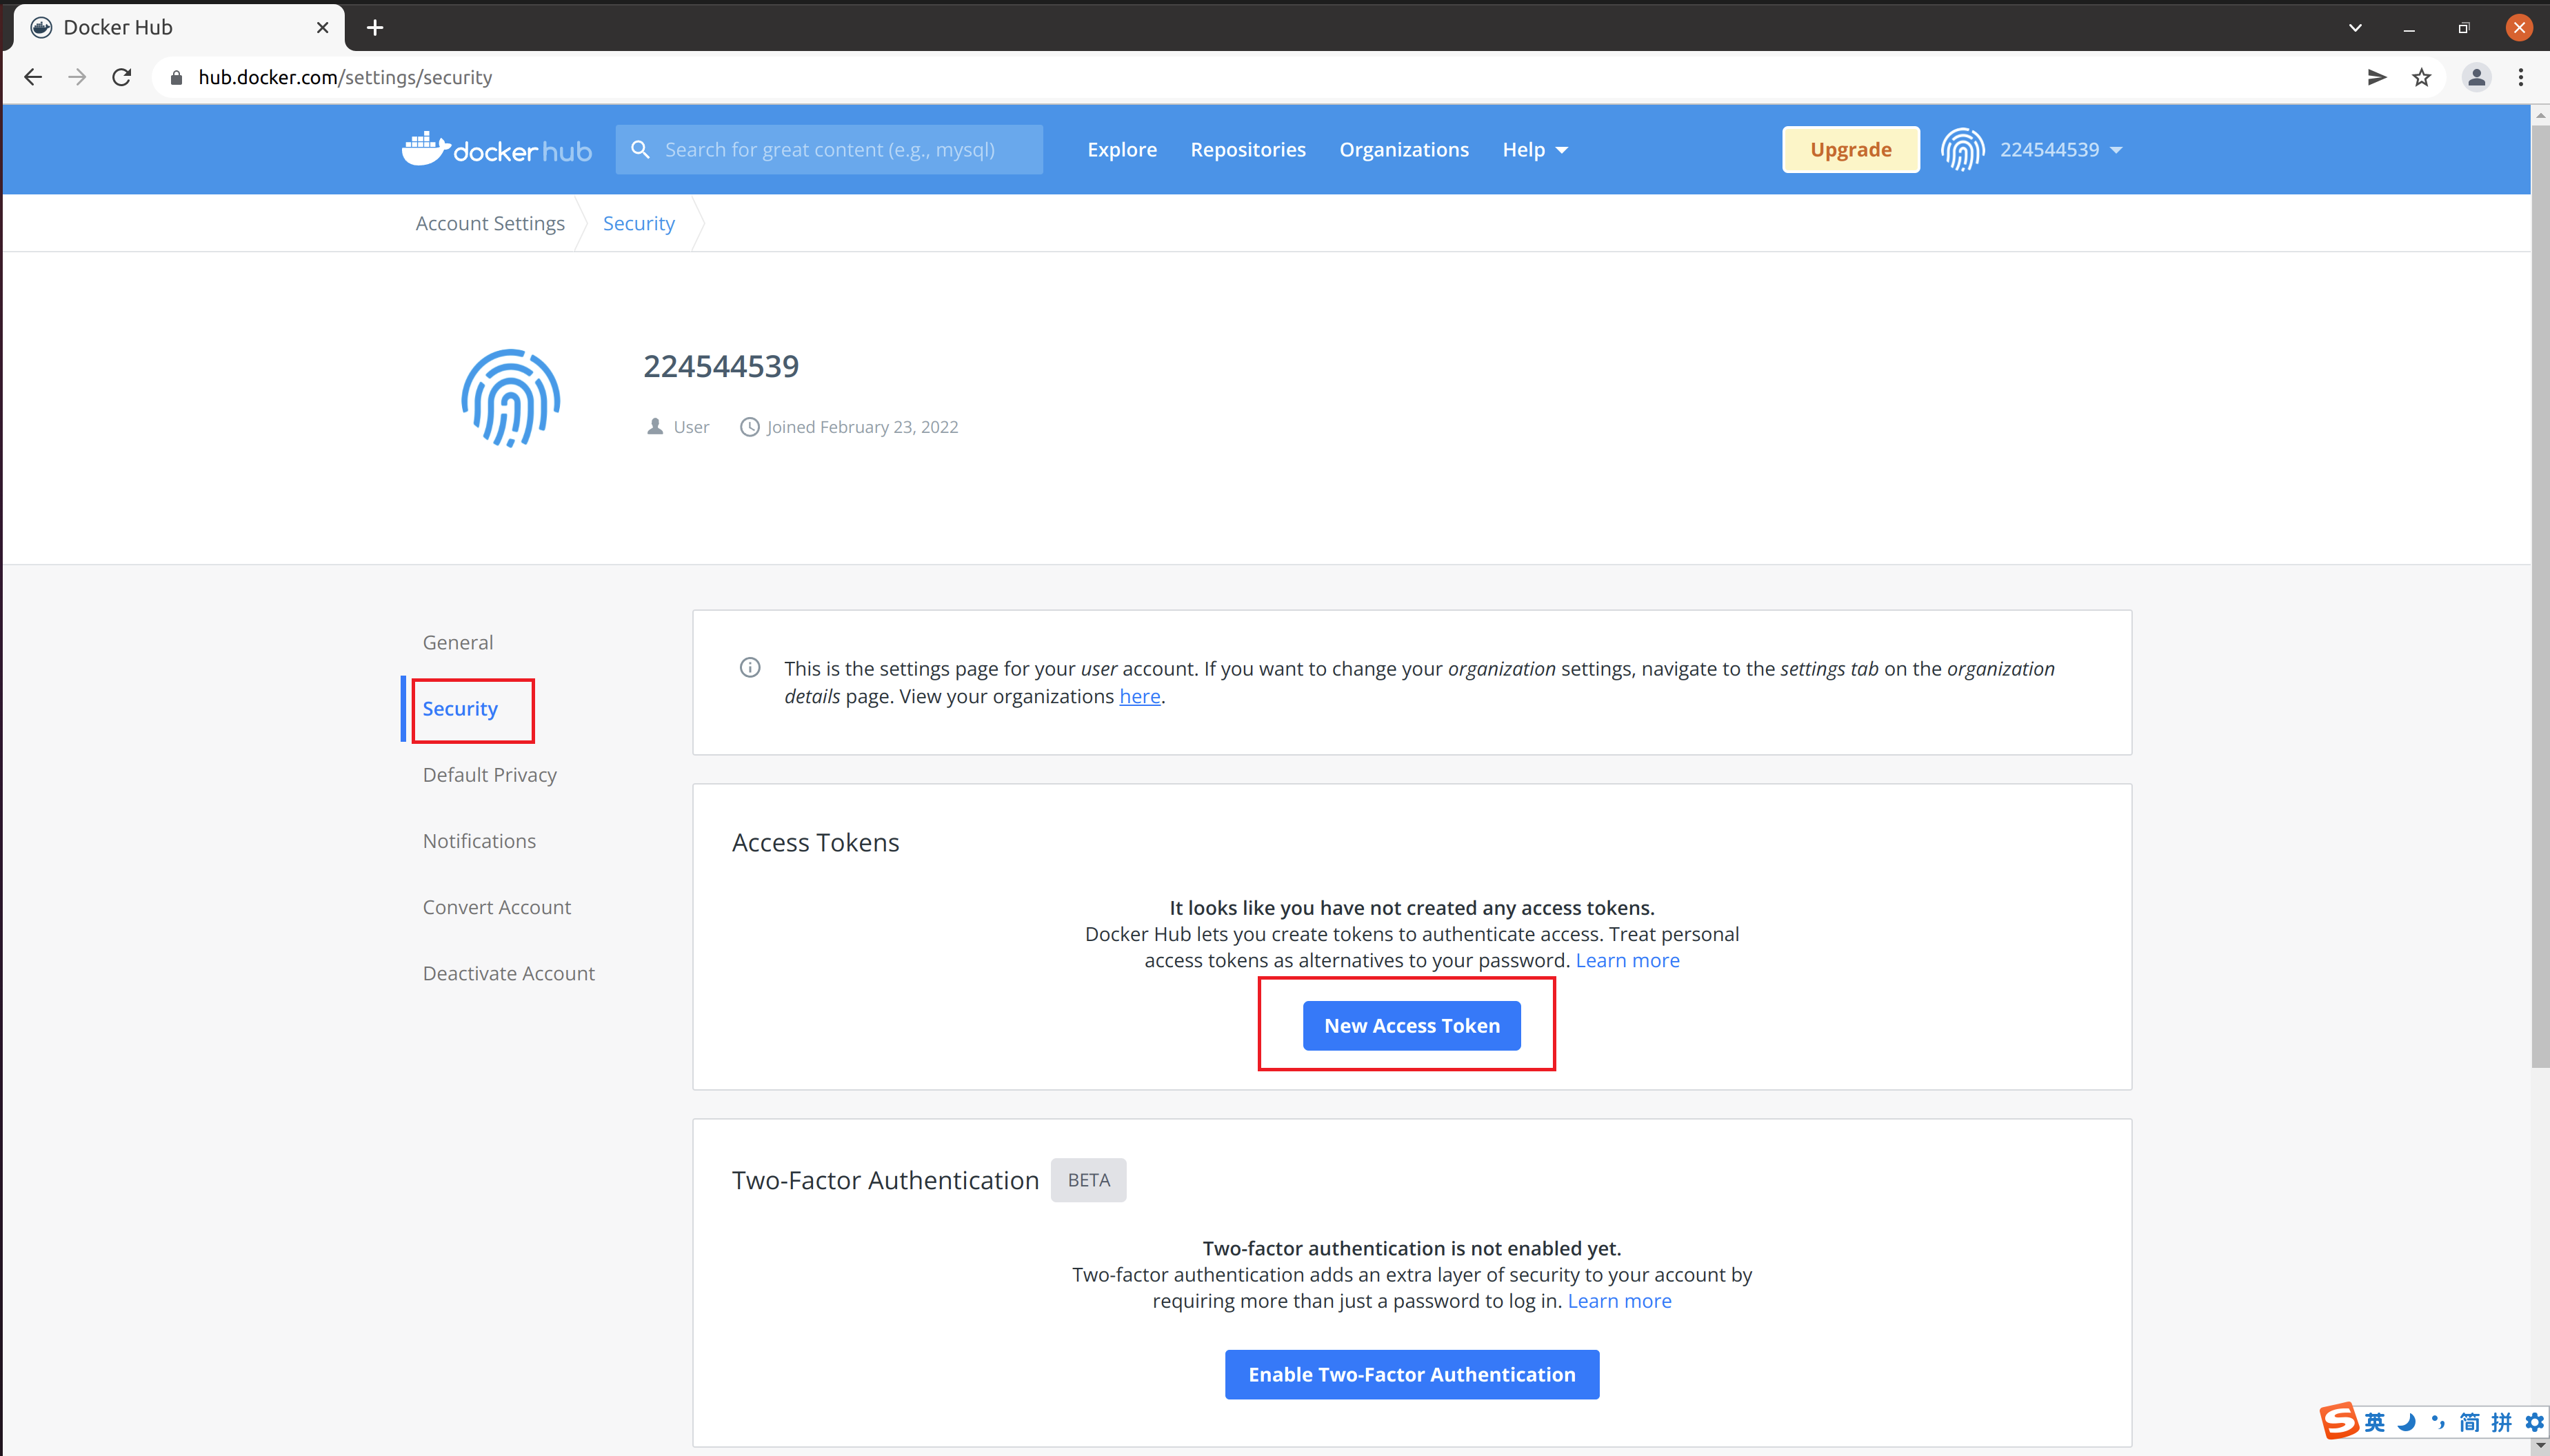 Docker Hub
hub.docker.com/settings/security
dockerhub
Search for great content (e.g., mysql)
Explore
Repositories
Organizations
Help
Upgrade
224544539
Account Settings
Security
224544539
User
Joined February 23, 2022
General
Security
Default Privacy
Notifications
Convert Account
Deactivate Account
This is the settings page for your user account. If you want to change your organization settings, navigate to the settings tab on the organization
details page. View your organizations here.
Access Tokens
It looks like you have not created any access tokens.
Docker Hub lets you create tokens to authenticate access. Treat personal
access tokens as alternatives to your password. Learn more
New Access Token
Two-Factor Authentication BETA
Two-factor authentication is not enabled yet.
Two-factor authentication adds an extra layer of security to your account by
requiring more than just a password to log in. Learn more
Enable Two-Factor Authentication
S 英 简 拼